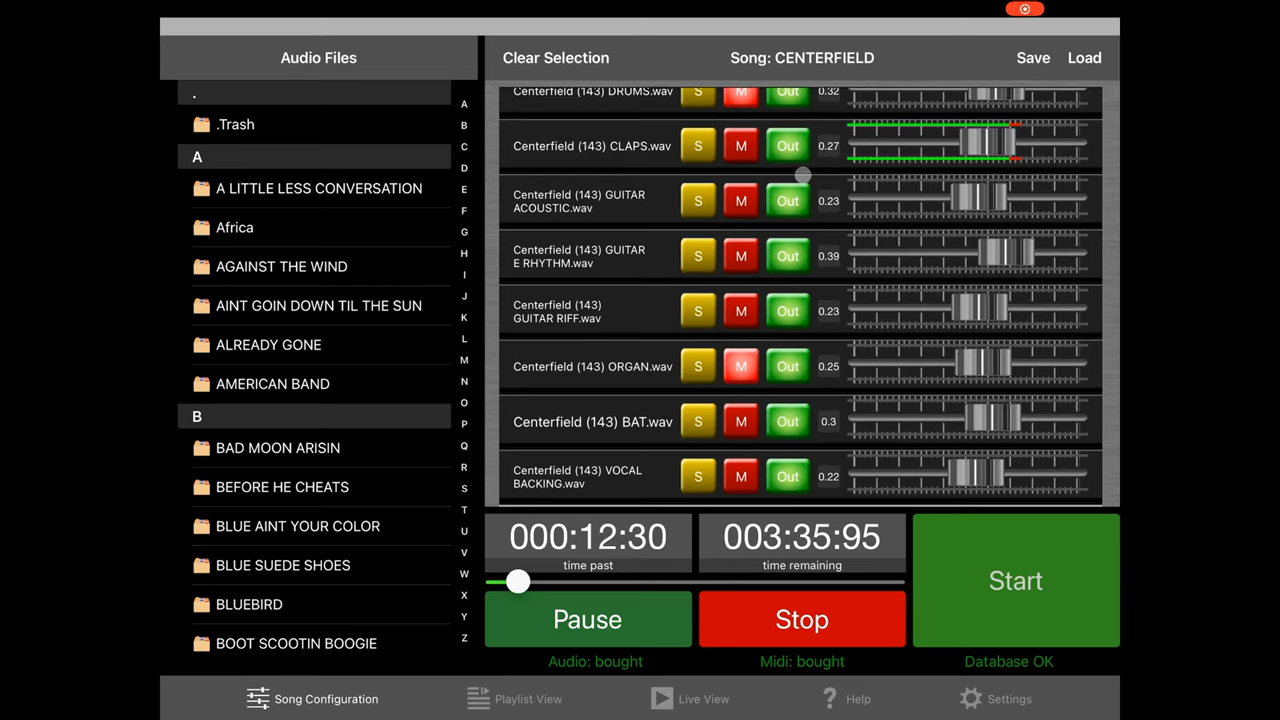 Audio Files
Clear Selection
Song: CENTERFIELD
Save
Load
.
.Trash
A
A LITTLE LESS CONVERSATION
Africa
AGAINST THE WIND
AINT GOIN DOWN TIL THE SUN
ALREADY GONE
AMERICAN BAND
B
BAD MOON ARISIN
BEFORE HE CHEATS
BLUE AINT YOUR COLOR
BLUE SUEDE SHOES
BLUEBIRD
BOOT SCOOTIN BOOGIE
A
B
C
D
E
F
G
H
I
J
K
L
M
N
O
P
Q
R
S
T
U
V
W
X
Y
Z
Centerfield (143) DRUMS.wav S M Out 0.32
Centerfield (143) CLAPS.wav S M Out 0.27
Centerfield (143) GUITAR
ACOUSTIC.wav S M Out 0.23
Centerfield (143) GUITAR
E RHYTHM.wav S M Out 0.39
Centerfield (143)
GUITAR RIFF.wav S M Out 0.23
Centerfield (143) ORGAN.wav S M Out 0.25
Centerfield (143) BAT.wav S M Out 0.3
Centerfield (143) VOCAL
BACKING.wav S M Out 0.22
000:12:30
time past
003:35:95
time remaining
Start
Pause
Stop
Audio: bought
Midi: bought
Database OK
Song Configuration
Playlist View
Live View
? Help
Settings